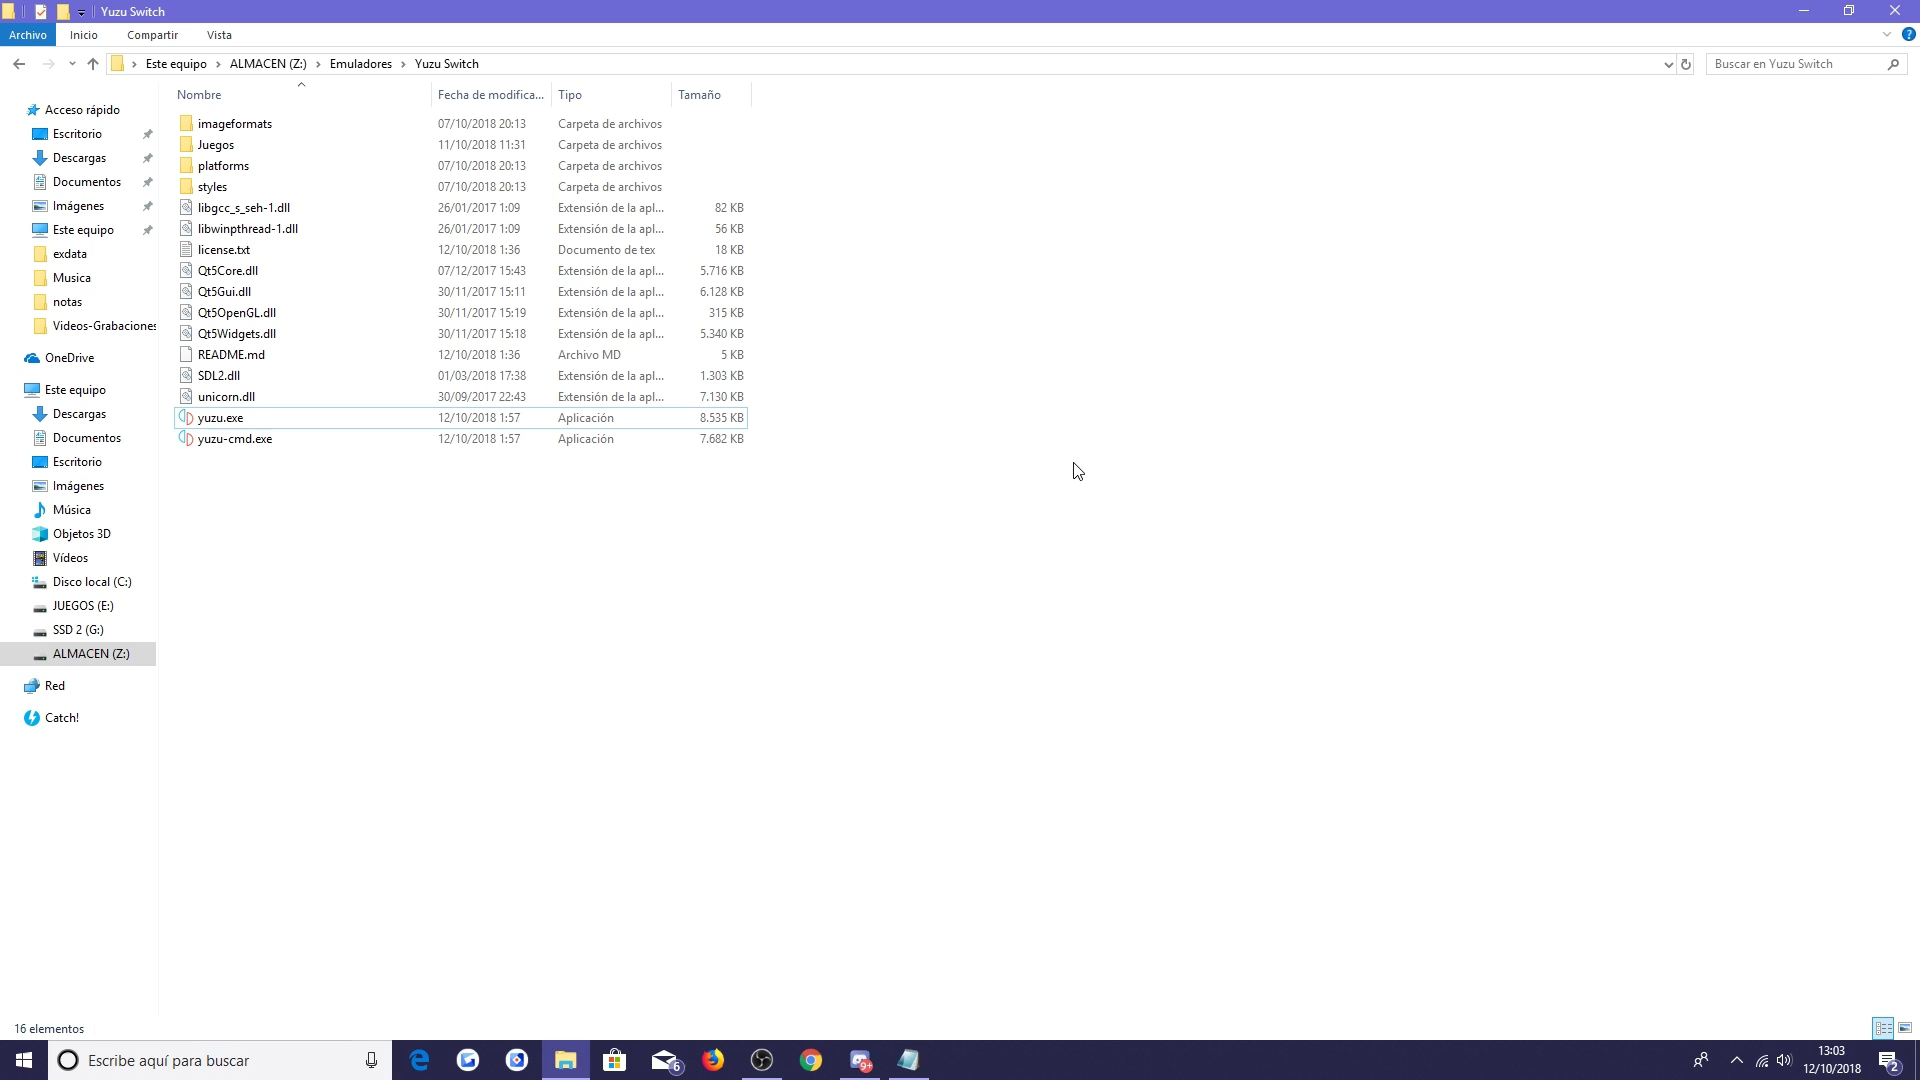 Yuzu Switch
Archivo Inicio Compartir Vista
Este equipo ALMACEN (Z:) Emuladores Yuzu Switch
Buscar en Yuzu Switch
Nombre Fecha de modifica... Tipo Tamaño
imageformats 07/10/2018 20:13 Carpeta de archivos
Juegos 11/10/2018 11:31 Carpeta de archivos
platforms 07/10/2018 20:13 Carpeta de archivos
styles 07/10/2018 20:13 Carpeta de archivos
libgcc_s_seh-1.dll 26/01/2017 1:09 Extensión de la apl... 82 KB
libwinpthread-1.dll 26/01/2017 1:09 Extensión de la apl... 56 KB
license.txt 12/10/2018 1:36 Documento de tex 18 KB
Qt5Core.dll 07/12/2017 15:43 Extensión de la apl... 5.716 KB
Qt5Gui.dll 30/11/2017 15:11 Extensión de la apl... 6.128 KB
Qt5OpenGL.dll 30/11/2017 15:19 Extensión de la apl... 315 KB
Qt5Widgets.dll 30/11/2017 15:18 Extensión de la apl... 5.340 KB
README.md 12/10/2018 1:36 Archivo MD 5 KB
SDL2.dll 01/03/2018 17:38 Extensión de la apl... 1.303 KB
unicorn.dll 30/09/2017 22:43 Extensión de la apl... 7.130 KB
yuzu.exe 12/10/2018 1:57 Aplicación 8.535 KB
yuzu-cmd.exe 12/10/2018 1:57 Aplicación 7.682 KB
Acceso rápido
Escritorio
Descargas
Documentos
Imágenes
Este equipo
exdata
Musica
notas
Videos-Grabaciones
OneDrive
Este equipo
Descargas
Documentos
Escritorio
Imágenes
Música
Objetos 3D
Vídeos
Disco local (C:)
JUEGOS (E:)
SSD 2 (G:)
ALMACEN (Z:)
Red
Catch!
16 elementos
Escribe aquí para buscar
6
9+
13:03
12/10/2018
2